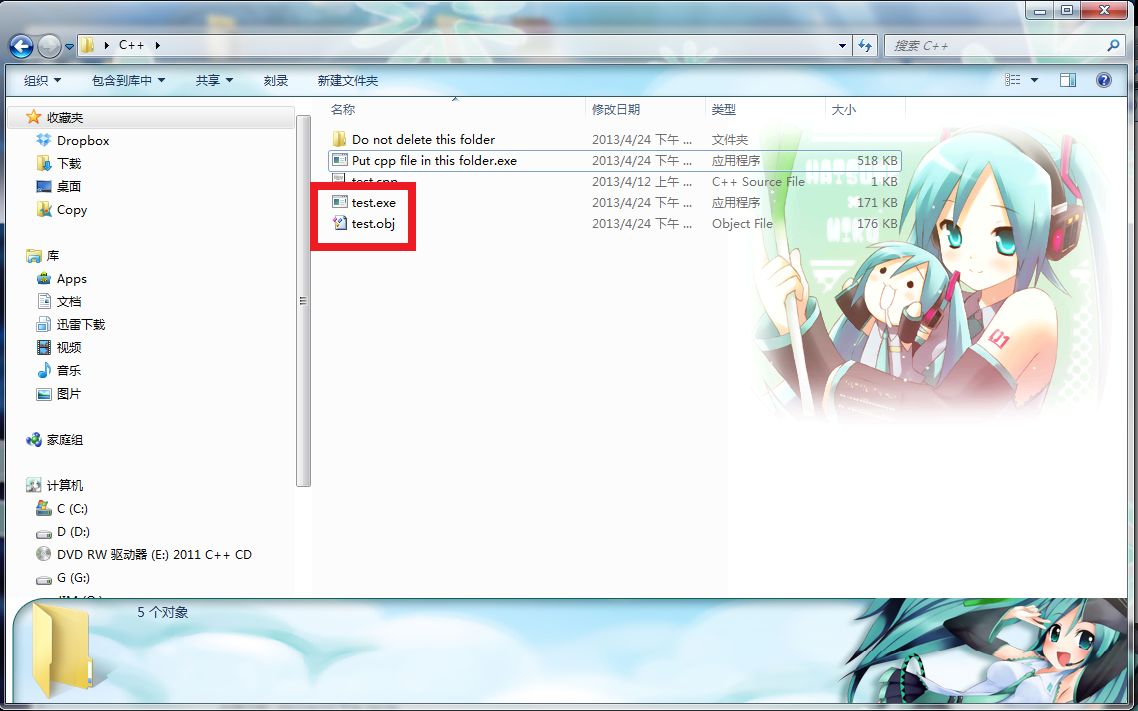 C++
搜索 C++
组织 包含到库中 共享 刻录 新建文件夹
收藏夹
Dropbox
下载
桌面
Copy
库
Apps
文档
迅雷下载
视频
音乐
图片
家庭组
计算机
C (C:)
D (D:)
DVD RW 驱动器 (E:) 2011 C++ CD
G (G:)
名称 修改日期 类型 大小
Do not delete this folder 2013/4/24 下午 ... 文件夹
Put cpp file in this folder.exe 2013/4/24 下午 ... 应用程序 518 KB
test.cpp 2013/4/12 上午 ... C++ Source File 1 KB
test.exe 2013/4/24 下午 ... 应用程序 171 KB
test.obj 2013/4/24 下午 ... Object File 176 KB
HATSUNE
MIKU
01
5 个对象